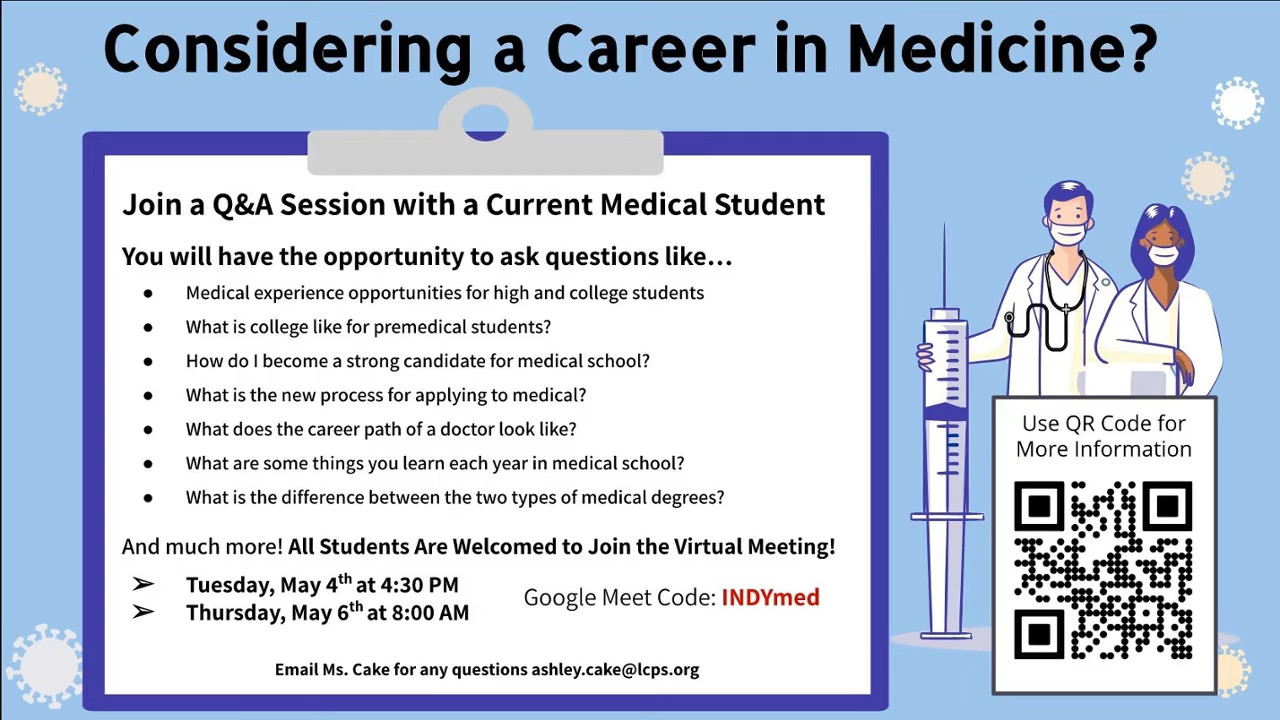 Considering a Career in Medicine?
Join a Q&A Session with a Current Medical Student
You will have the opportunity to ask questions like...
● Medical experience opportunities for high and college students
● What is college like for premedical students?
● How do I become a strong candidate for medical school?
● What is the new process for applying to medical?
● What does the career path of a doctor look like?
● What are some things you learn each year in medical school?
● What is the difference between the two types of medical degrees?
And much more! All Students Are Welcomed to Join the Virtual Meeting!
➢ Tuesday, May 4th at 4:30 PM
➢ Thursday, May 6th at 8:00 AM
Google Meet Code: INDYmed
Email Ms. Cake for any questions ashley.cake@lcps.org
Use QR Code for
More Information